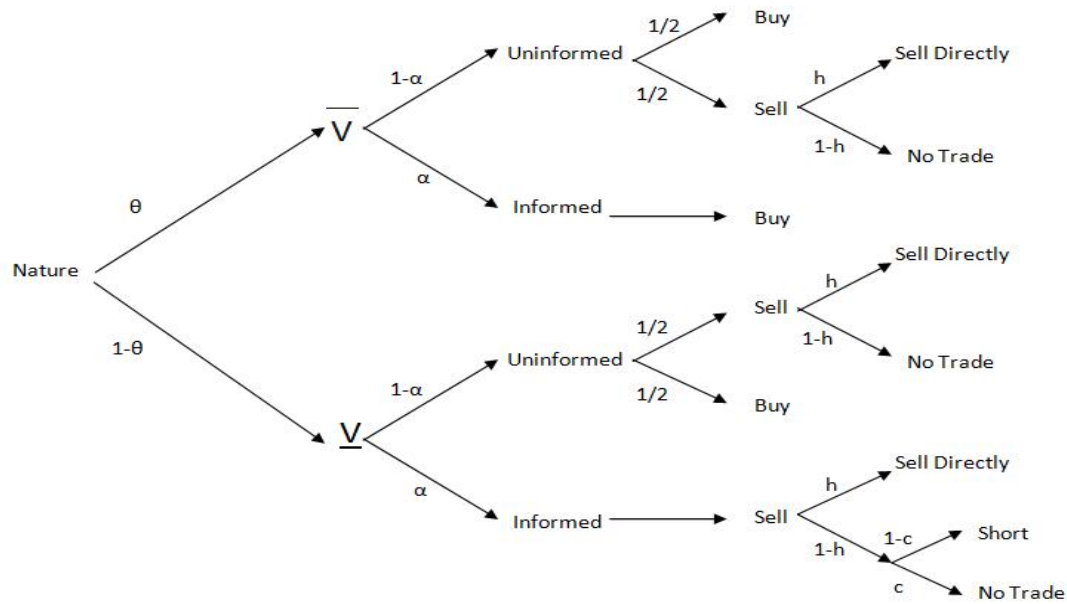 Buy
1/2
Uninformed
Sell Directly
1-α
h
1/2
Sell
V
1-h
No Trade
α
θ
Informed
Buy
Sell Directly
Nature
h
1/2
Sell
1-θ
1-h
Uninformed
No Trade
1-α
1/2
Buy
V
Sell Directly
α
h
Informed
Sell
1-c
Short
1-h
c
No Trade